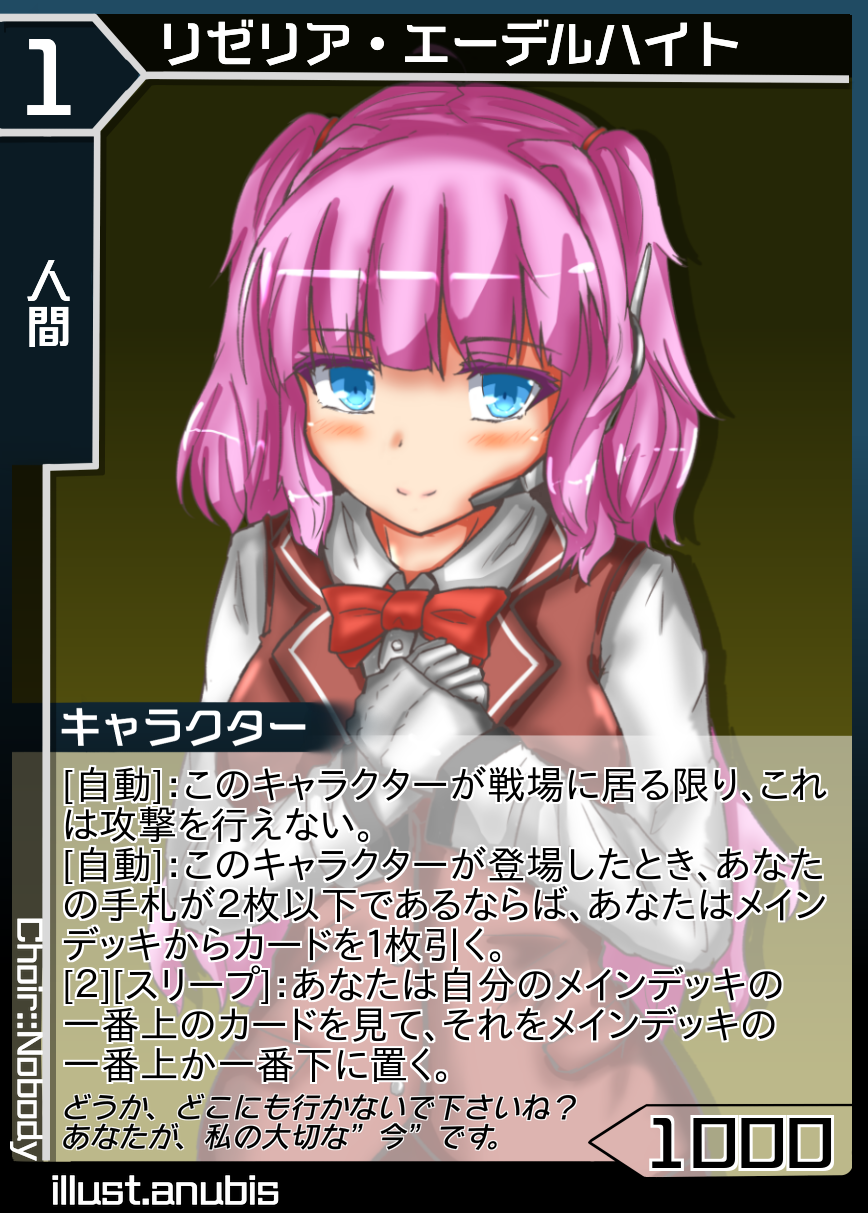 1
リゼリア・エーデルハイト
人間
キャラクター
[自動]:このキャラクターが戦場に居る限り、これ
は攻撃を行えない。
[自動]:このキャラクターが登場したとき、あなた
の手札が2枚以下であるならば、あなたはメイン
デッキからカードを1枚引く。
[2][スリープ]:あなたは自分のメインデッキの
一番上のカードを見て、それをメインデッキの
一番上か一番下に置く。
どうか、どこにも行かないで下さいね？
あなたが、私の大切な”今”です。
1000
Choir::Nobody
illust.anubis